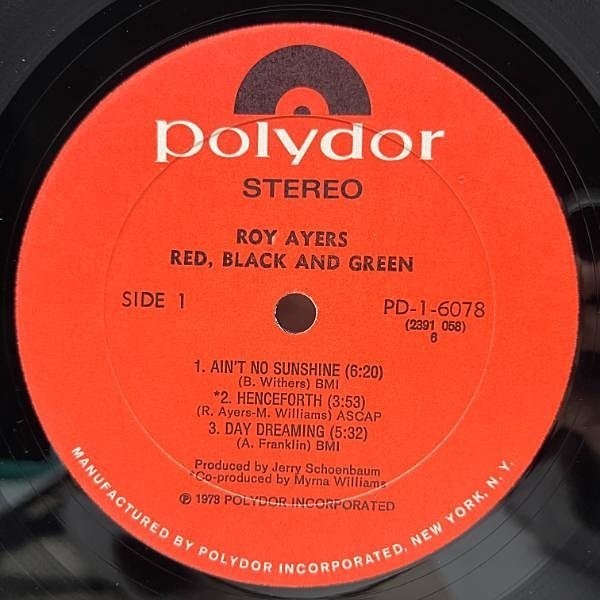 polydor
STEREO
ROY AYERS
RED, BLACK AND GREEN
SIDE 1
PD-1-6078
(2391 058)
6
1. AIN'T NO SUNSHINE (6:20)
(B. Withers) BMI
*2. HENCEFORTH (3:53)
(R. Ayers-M. Williams) ASCAP
3. DAY DREAMING (5:32)
(A. Franklin) BMI
Produced by Jerry Schoenbaum
*Co-produced by Myrna Williams
℗ 1973 POLYDOR INCORPORATED
MANUFACTURED BY POLYDOR INCORPORATED, NEW YORK, N.Y.